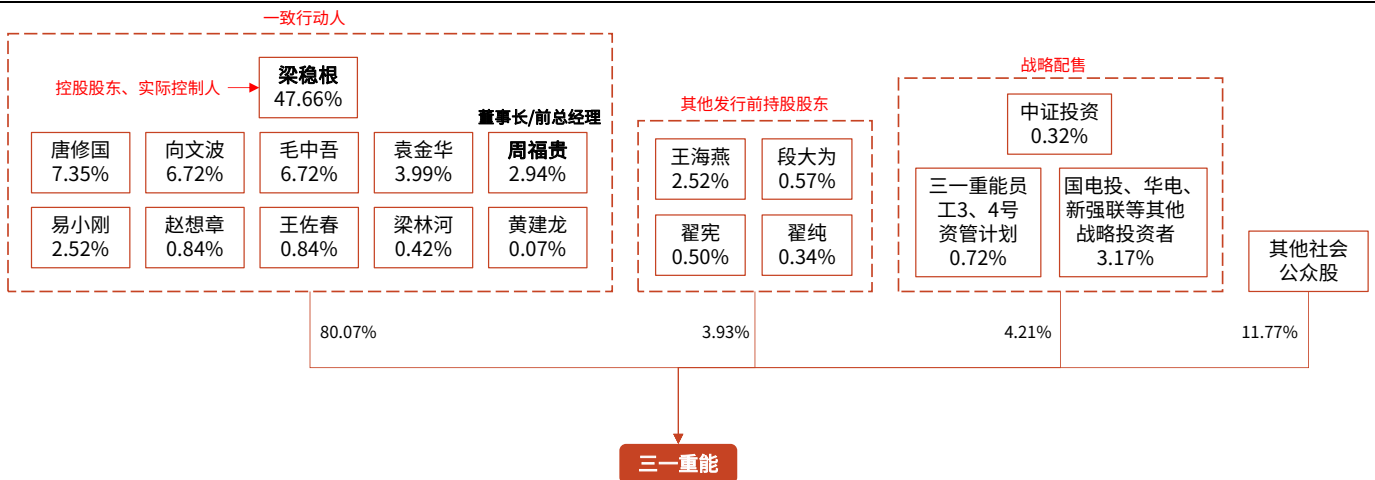 一致行动人
控股股东、实际控制人
梁稳根
47.66%
董事长/前总经理
唐修国
7.35%
向文波
6.72%
毛中吾
6.72%
袁金华
3.99%
周福贵
2.94%
易小刚
2.52%
赵想章
0.84%
王佐春
0.84%
梁林河
0.42%
黄建龙
0.07%
其他发行前持股股东
王海燕
2.52%
段大为
0.57%
翟宪
0.50%
翟纯
0.34%
战略配售
中证投资
0.32%
三一重能员
工3、4号
资管计划
0.72%
国电投、华电、
新强联等其他
战略投资者
3.17%
其他社会
公众股
80.07%
3.93%
4.21%
11.77%
三一重能